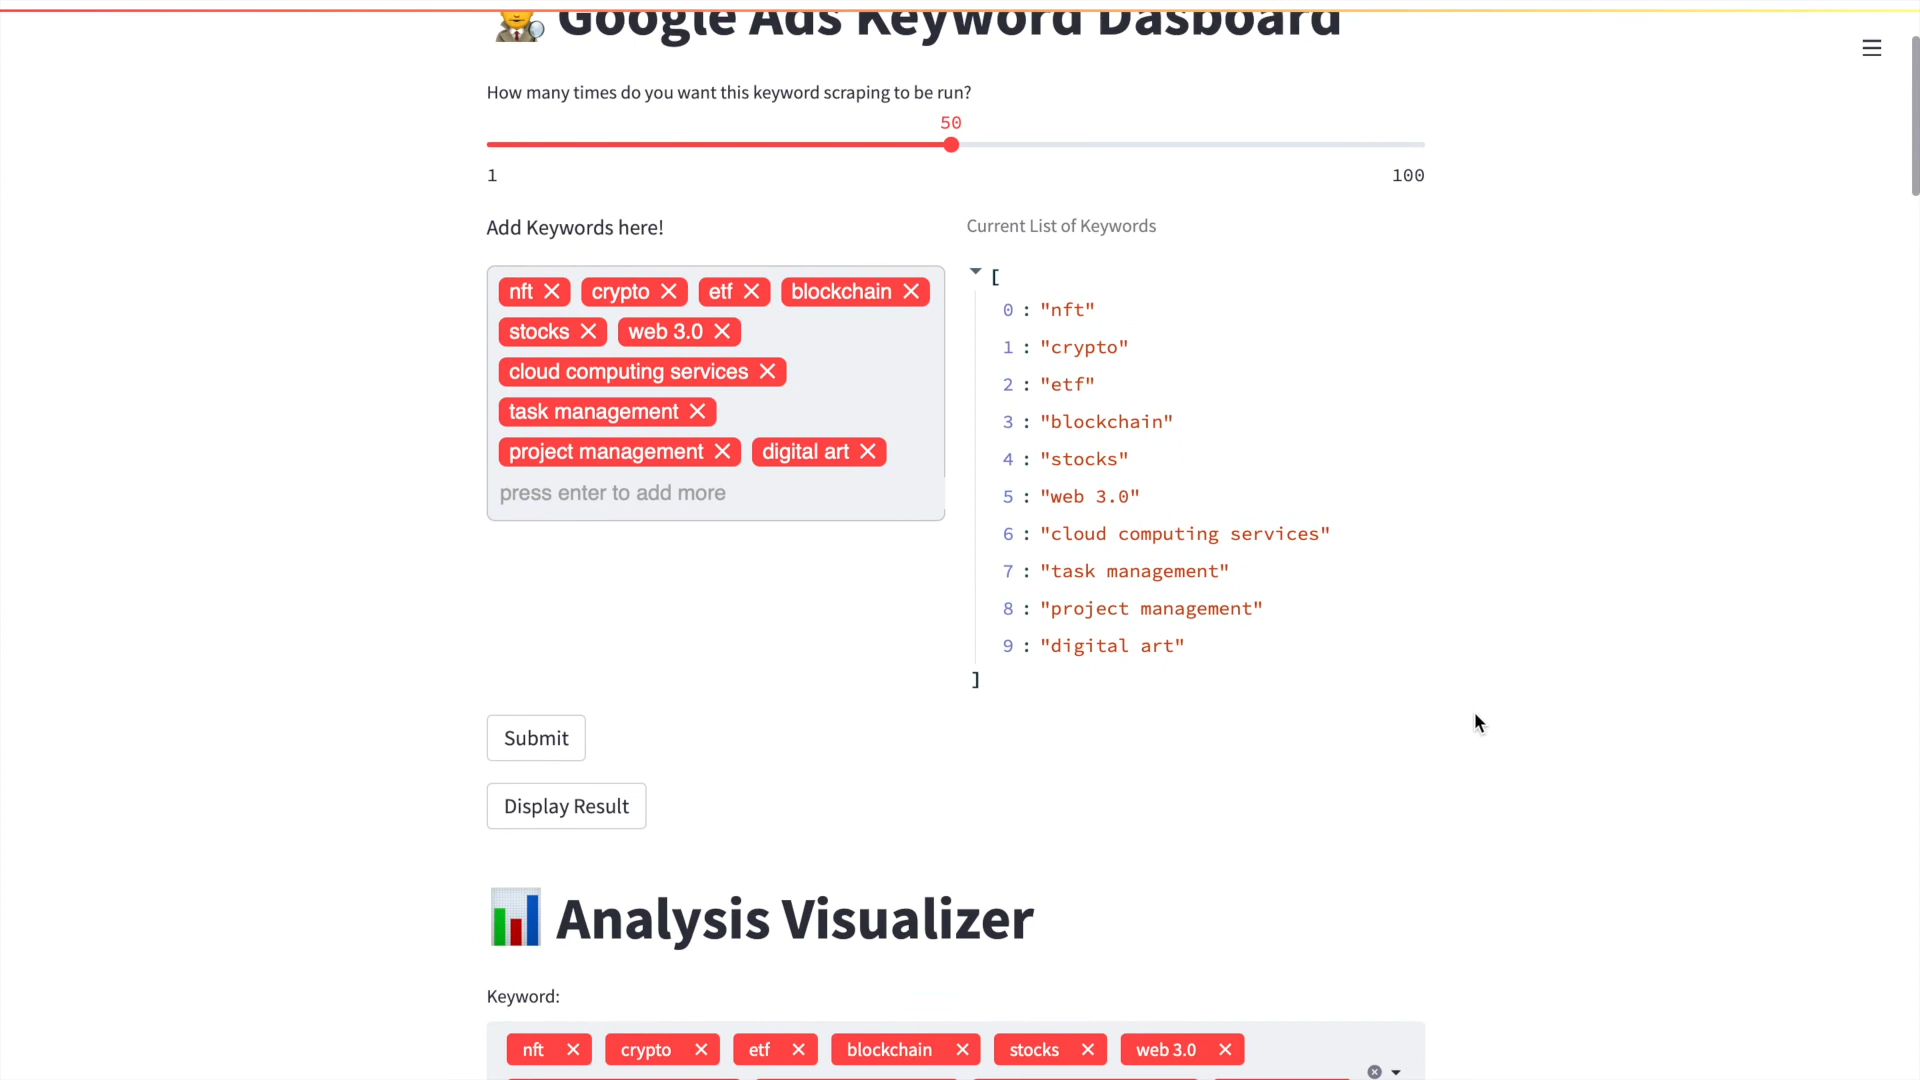 Google Ads Keyword Dasboard
How many times do you want this keyword scraping to be run?
50
1 100
Add Keywords here!
nft crypto etf blockchain
stocks web 3.0
cloud computing services
task management
project management digital art
press enter to add more
Current List of Keywords
[
0 : "nft"
1 : "crypto"
2 : "etf"
3 : "blockchain"
4 : "stocks"
5 : "web 3.0"
6 : "cloud computing services"
7 : "task management"
8 : "project management"
9 : "digital art"
]
Submit
Display Result
Analysis Visualizer
Keyword:
nft crypto etf blockchain stocks web 3.0